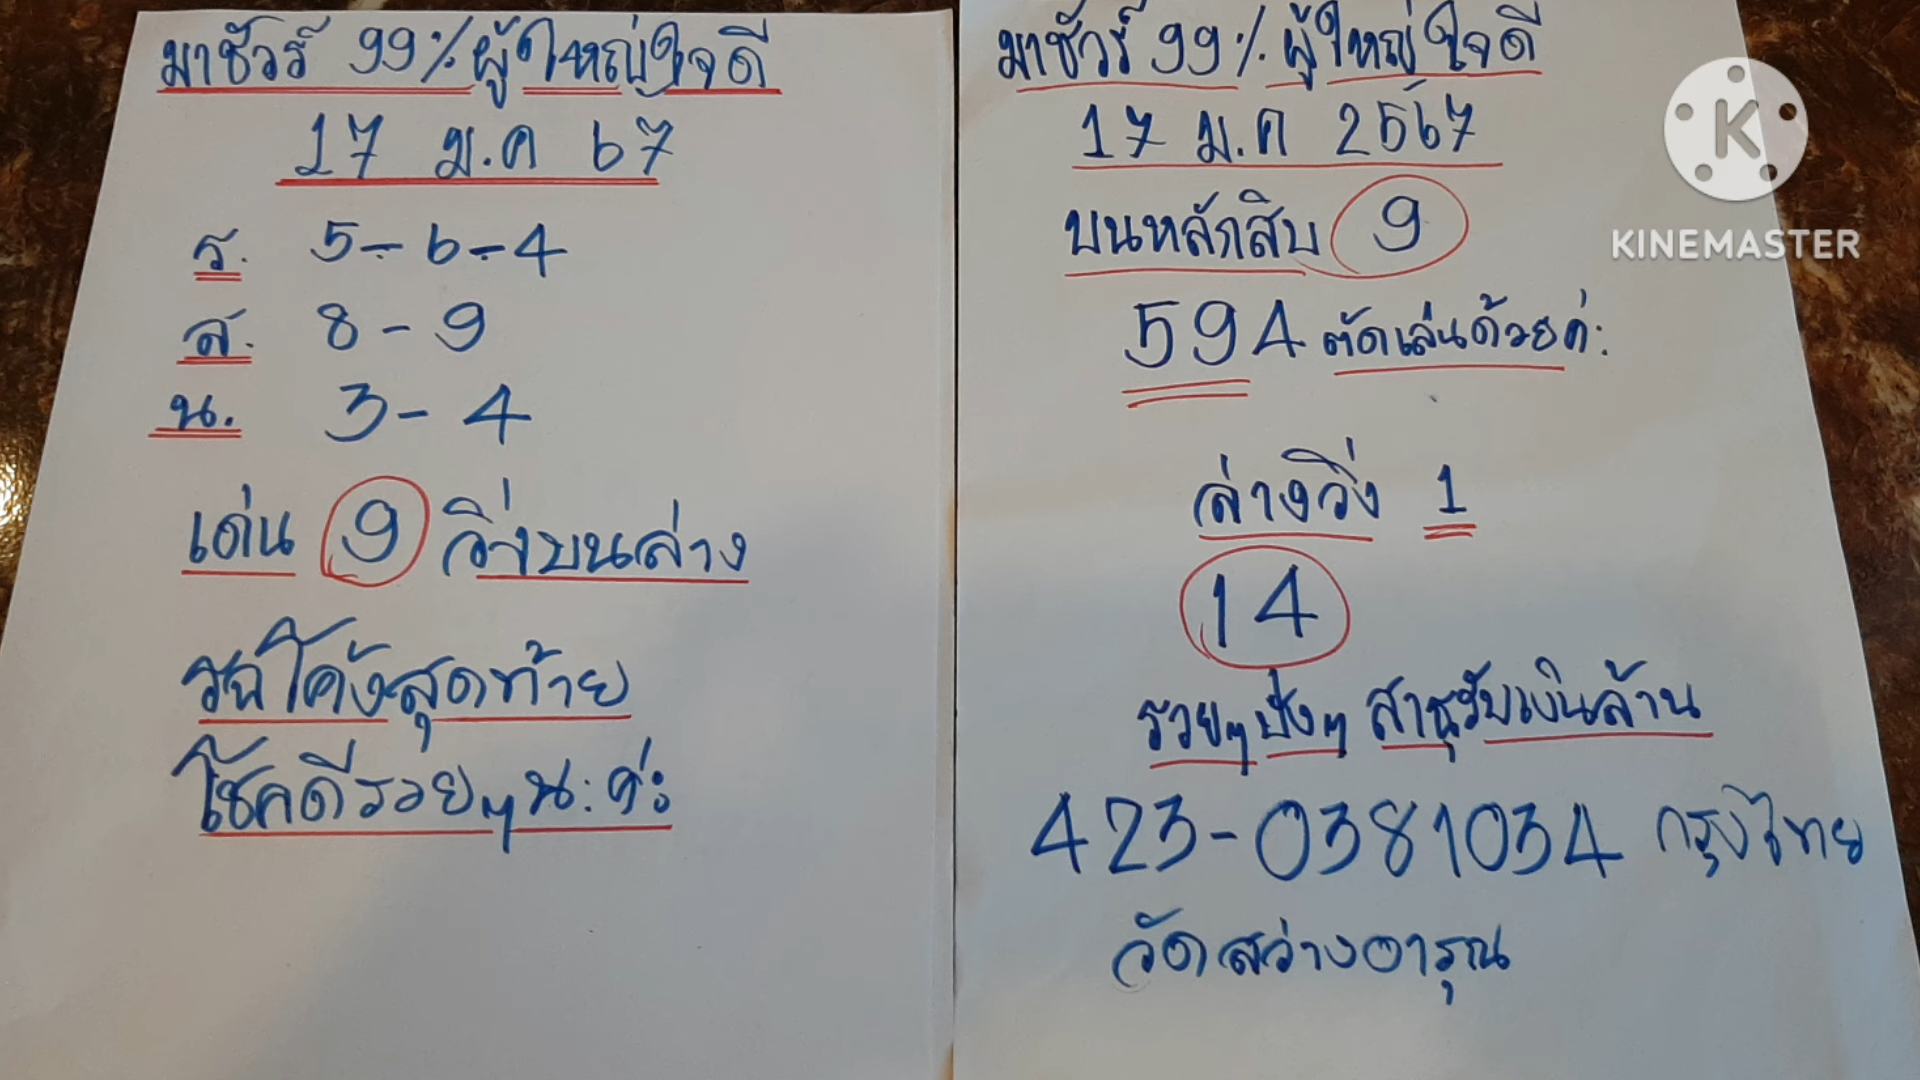 มาชัวร์ 99% ผู้ใหญ่ใจดี
17 ม.ค 67
ร. 5-6-4
ส. 8-9
น. 3-4
เด่น 9 วิ่งบนล่าง
รถโค้งสุดท้าย
โชคดีรวยๆนะค่ะ
มาชัวร์ 99% ผู้ใหญ่ใจดี
17 ม.ค 2567
บนหลักสิบ 9
594 ตัดเล่นด้วยค่ะ
ล่างวิ่ง 1
14
รวยๆปังๆ สาธุรับเงินล้าน
423-0381034 กรุงไทย
วัดสว่างอารุณ
K
KINEMASTER